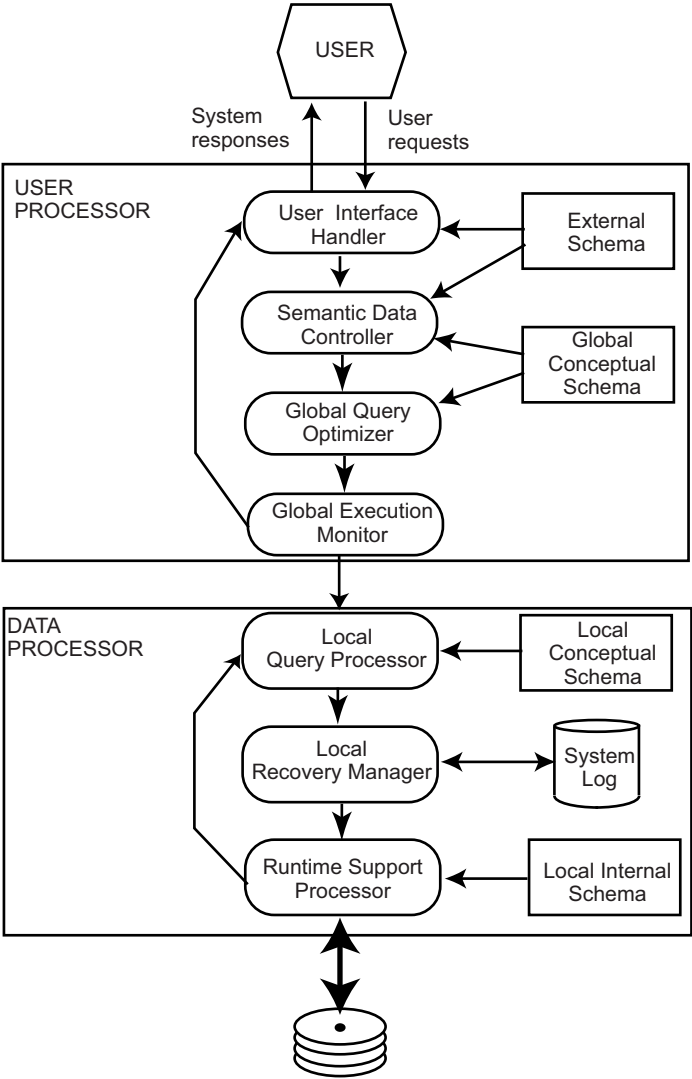 USER
System
responses
User
requests
USER
PROCESSOR
User Interface
Handler
External
Schema
Semantic Data
Controller
Global
Conceptual
Schema
Global Query
Optimizer
Global Execution
Monitor
DATA
PROCESSOR
Local
Query Processor
Local
Conceptual
Schema
Local
Recovery Manager
System
Log
Runtime Support
Processor
Local Internal
Schema